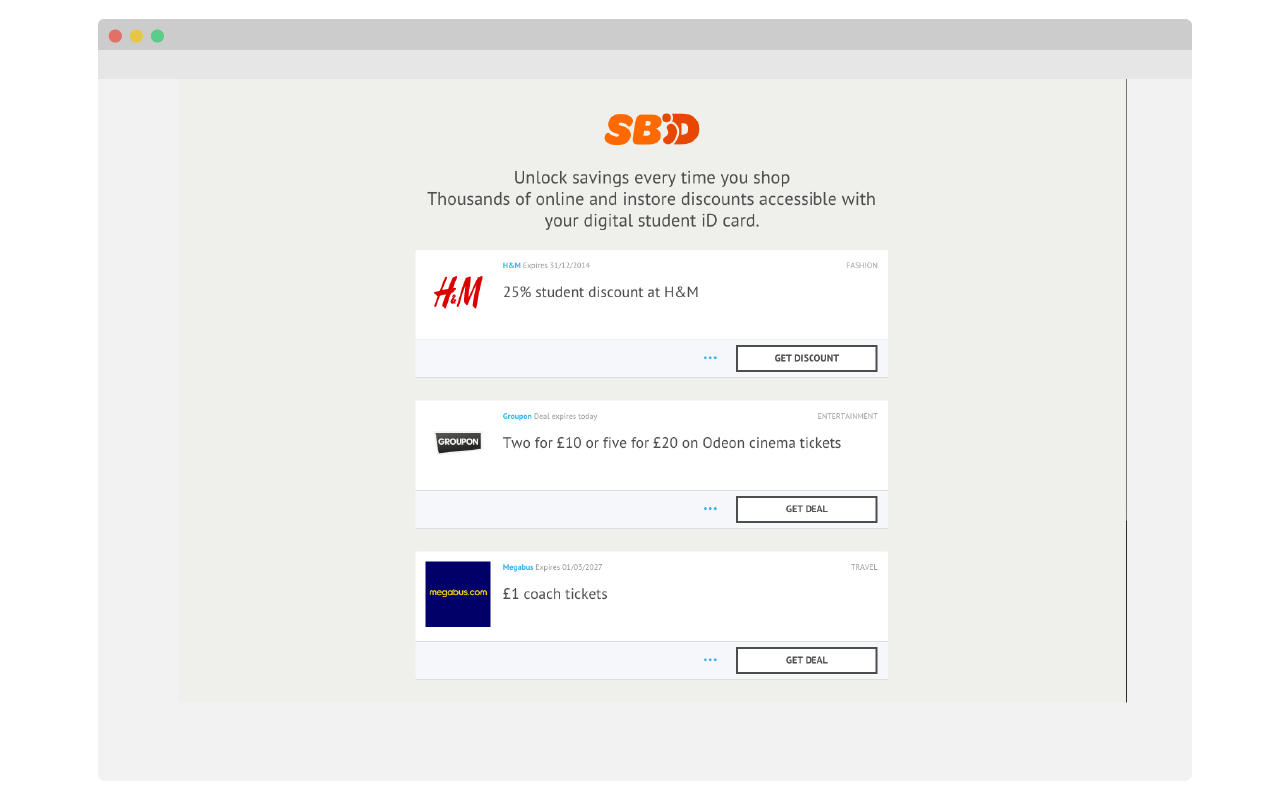 SBiD
Unlock savings every time you shop
Thousands of online and instore discounts accessible with
your digital student iD card.
H&M
H&M Expires 31/12/2014
FASHION
25% student discount at H&M
•••
GET DISCOUNT
GROUPON
Groupon Deal expires today
ENTERTAINMENT
Two for £10 or five for £20 on Odeon cinema tickets
•••
GET DEAL
megabus.com
Megabus Expires 01/03/2027
TRAVEL
£1 coach tickets
•••
GET DEAL